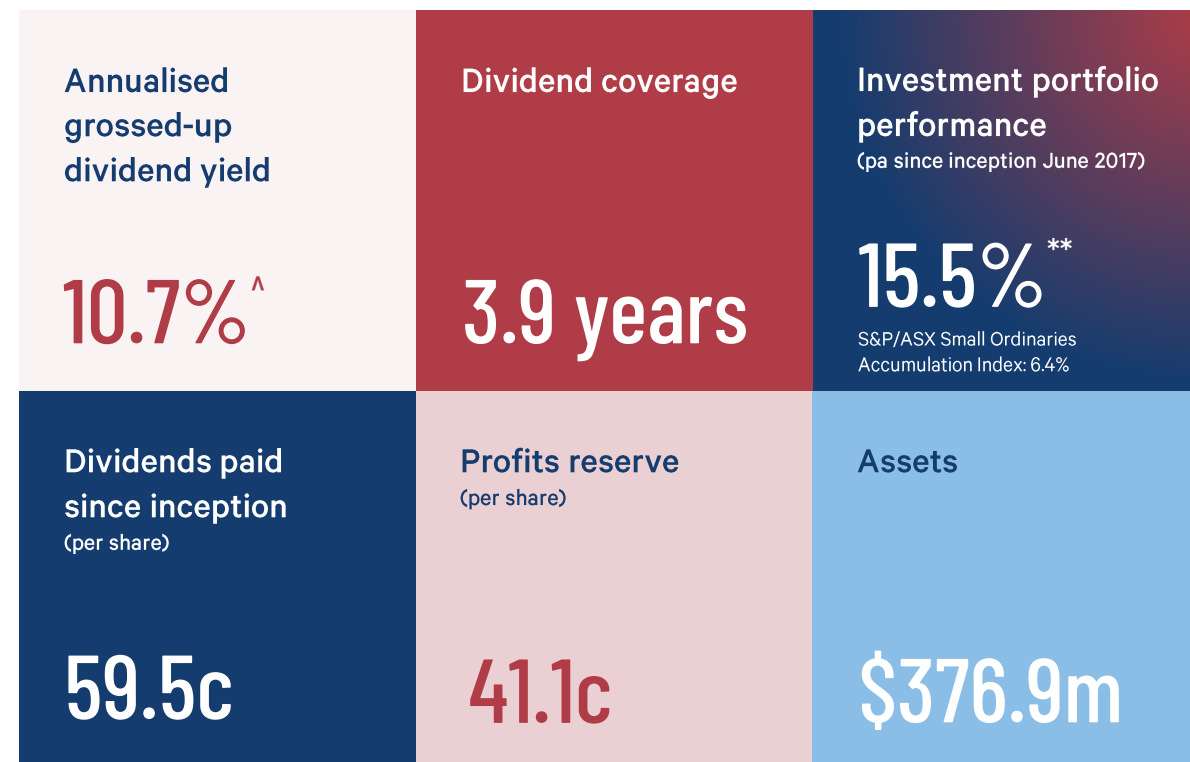 Annualised
grossed-up
dividend yield
10.7%^
Dividend coverage
3.9 years
Investment portfolio
performance
(pa since inception June 2017)
15.5%**
S&P/ASX Small Ordinaries
Accumulation Index: 6.4%
Dividends paid
since inception
(per share)
59.5c
Profits reserve
(per share)
41.1c
Assets
$376.9m